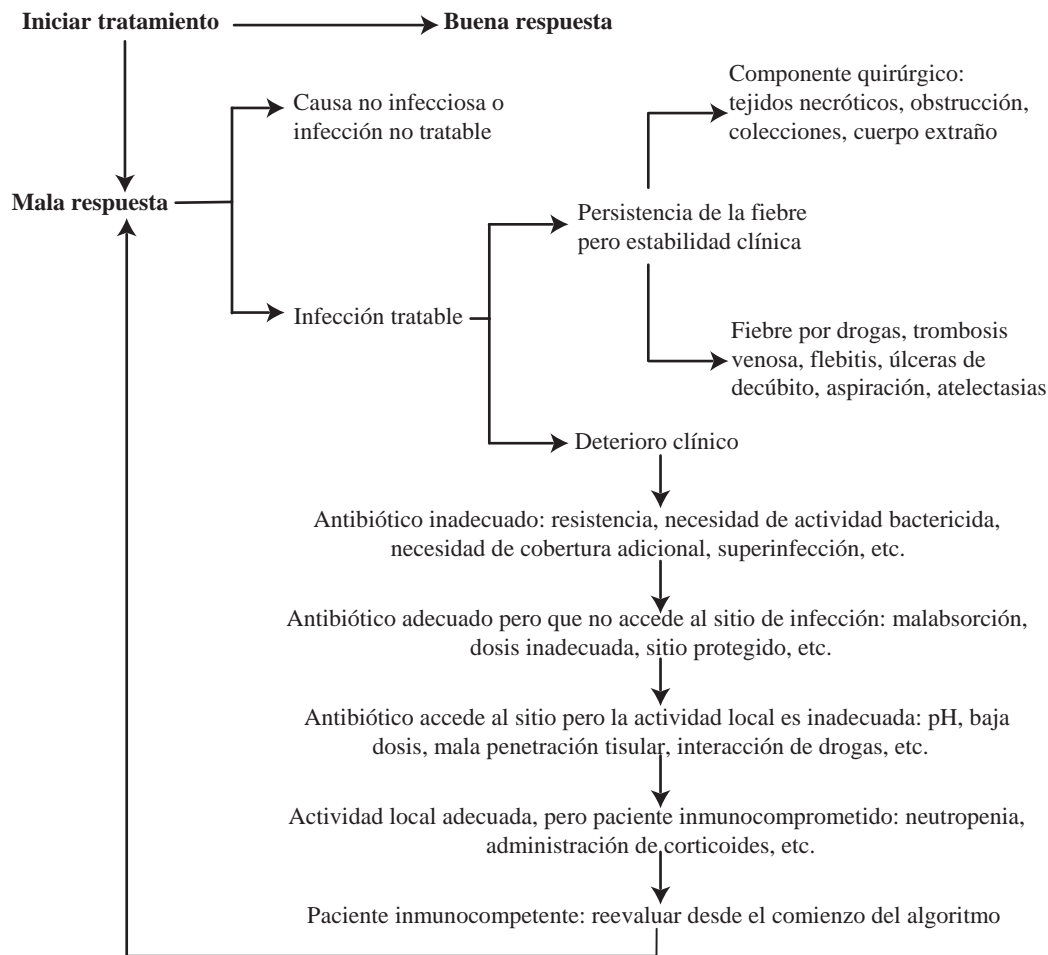 Iniciar tratamiento
Buena respuesta
Mala respuesta
Causa no infecciosa o
infección no tratable
Infección tratable
Componente quirúrgico:
tejidos necróticos, obstrucción,
colecciones, cuerpo extraño
Persistencia de la fiebre
pero estabilidad clínica
Fiebre por drogas, trombosis
venosa, flebitis, úlceras de
decúbito, aspiración, atelectasias
Deterioro clínico
Antibiótico inadecuado: resistencia, necesidad de actividad bactericida,
necesidad de cobertura adicional, superinfección, etc.
Antibiótico adecuado pero que no accede al sitio de infección: malabsorción,
dosis inadecuada, sitio protegido, etc.
Antibiótico accede al sitio pero la actividad local es inadecuada: pH, baja
dosis, mala penetración tisular, interacción de drogas, etc.
Actividad local adecuada, pero paciente inmunocomprometido: neutropenia,
administración de corticoides, etc.
Paciente inmunocompetente: reevaluar desde el comienzo del algoritmo